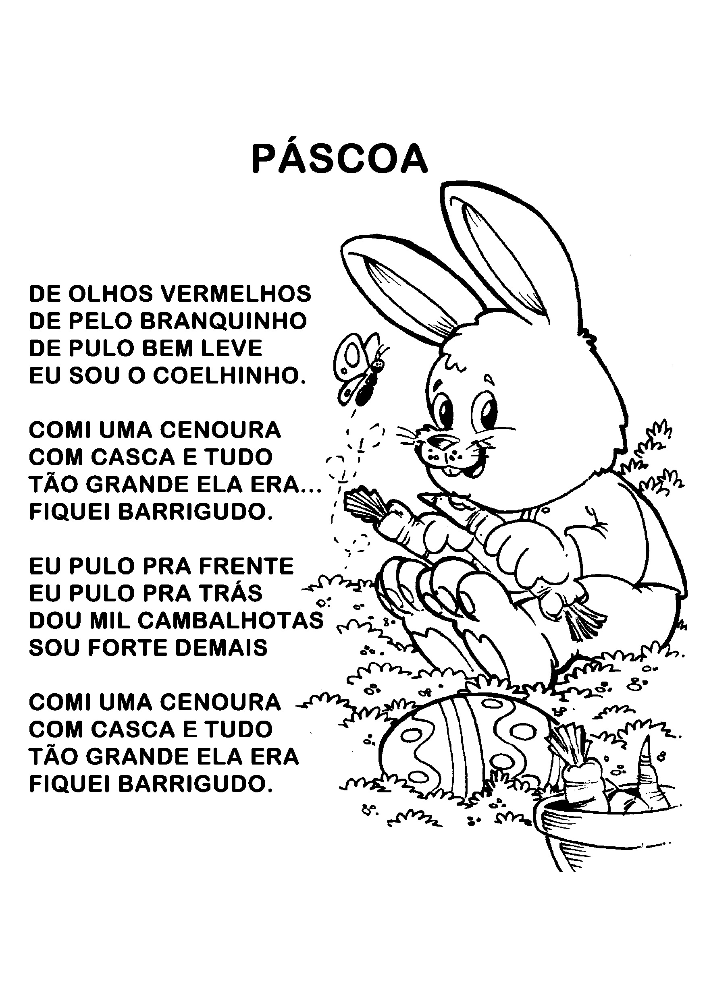 PÁSCOA
DE OLHOS VERMELHOS
DE PELO BRANQUINHO
DE PULO BEM LEVE
EU SOU O COELHINHO.
COMI UMA CENOURA
COM CASCA E TUDO
TÃO GRANDE ELA ERA...
FIQUEI BARRIGUDO.
EU PULO PRA FRENTE
EU PULO PRA TRÁS
DOU MIL CAMBALHOTAS
SOU FORTE DEMAIS
COMI UMA CENOURA
COM CASCA E TUDO
TÃO GRANDE ELA ERA
FIQUEI BARRIGUDO.